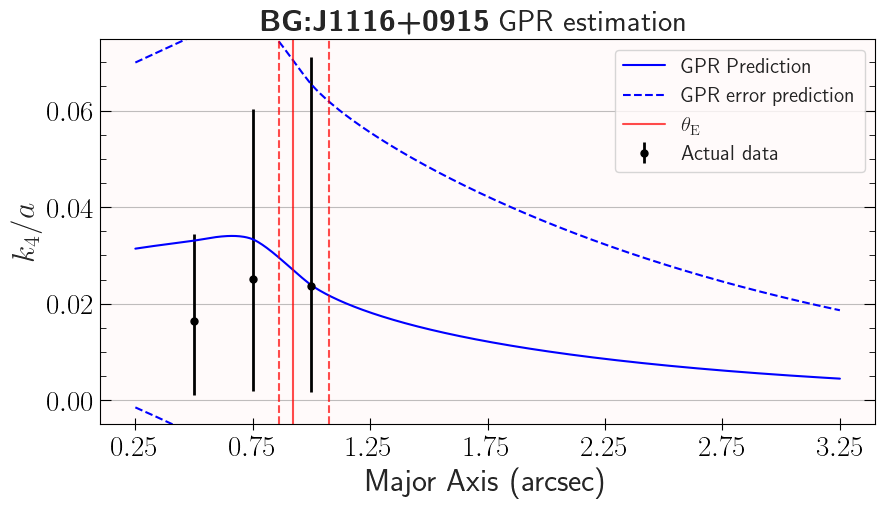 BG:J1116+0915 GPR estimation
GPR Prediction
GPR error prediction
θ_E
Actual data
0.06
0.04
0.02
0.00
k₄/a
0.25 0.75 1.25 1.75 2.25 2.75 3.25
Major Axis (arcsec)